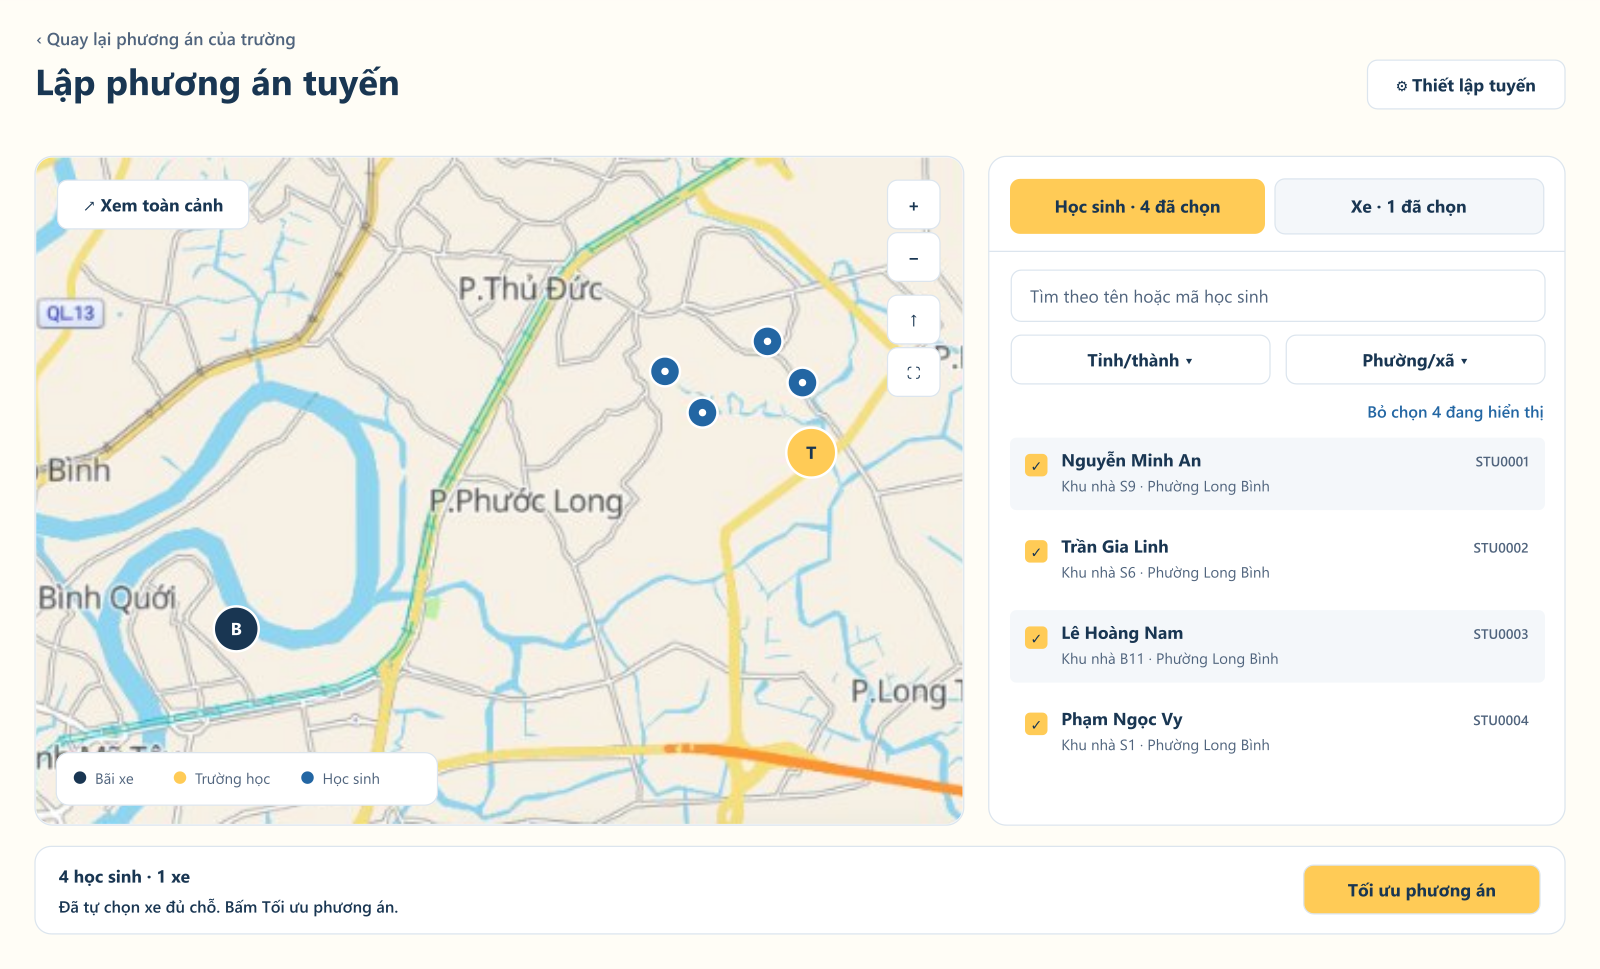 ‹ Quay lại phương án của trường
Lập phương án tuyến
⚙ Thiết lập tuyến
↗ Xem toàn cảnh
+
−
↑
QL.13
P.Thủ Đức
Bình
P.Phước Long
Bình Quới
B
T
P.Long
Bãi xe
Trường học
Học sinh
Học sinh · 4 đã chọn
Xe · 1 đã chọn
Tìm theo tên hoặc mã học sinh
Tỉnh/thành ▾
Phường/xã ▾
Bỏ chọn 4 đang hiển thị
✓ Nguyễn Minh An STU0001
Khu nhà S9 · Phường Long Bình
✓ Trần Gia Linh STU0002
Khu nhà S6 · Phường Long Bình
✓ Lê Hoàng Nam STU0003
Khu nhà B11 · Phường Long Bình
✓ Phạm Ngọc Vy STU0004
Khu nhà S1 · Phường Long Bình
4 học sinh · 1 xe
Đã tự chọn xe đủ chỗ. Bấm Tối ưu phương án.
Tối ưu phương án